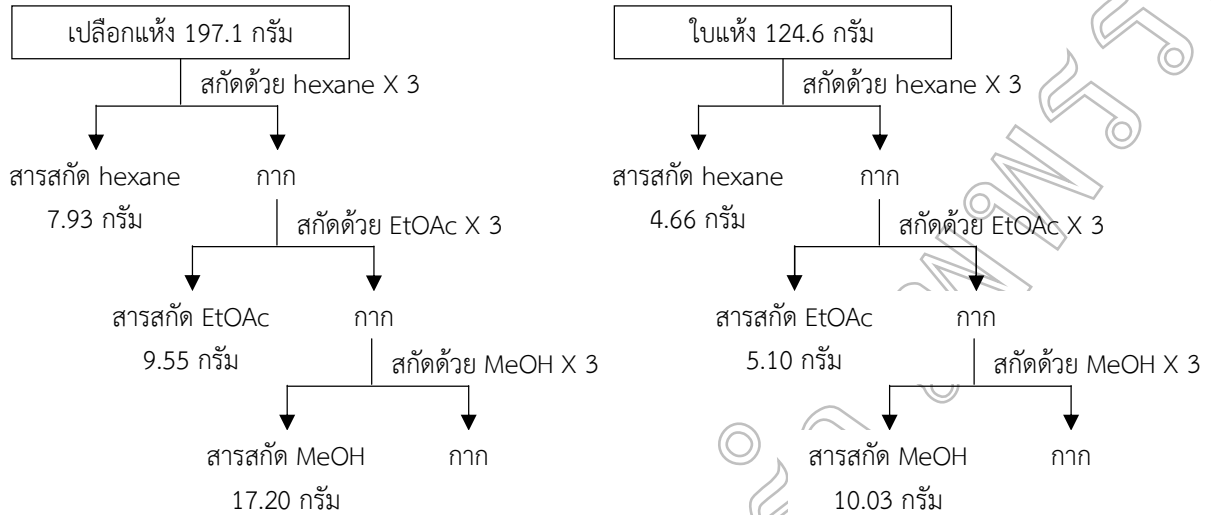 เปลือกแห้ง 197.1 กรัม
สกัดด้วย hexane X 3
สารสกัด hexane กาก
7.93 กรัม
สกัดด้วย EtOAc X 3
สารสกัด EtOAc กาก
9.55 กรัม
สกัดด้วย MeOH X 3
สารสกัด MeOH กาก
17.20 กรัม
ใบแห้ง 124.6 กรัม
สกัดด้วย hexane X 3
สารสกัด hexane กาก
4.66 กรัม
สกัดด้วย EtOAc X 3
สารสกัด EtOAc กาก
5.10 กรัม
สกัดด้วย MeOH X 3
สารสกัด MeOH กาก
10.03 กรัม